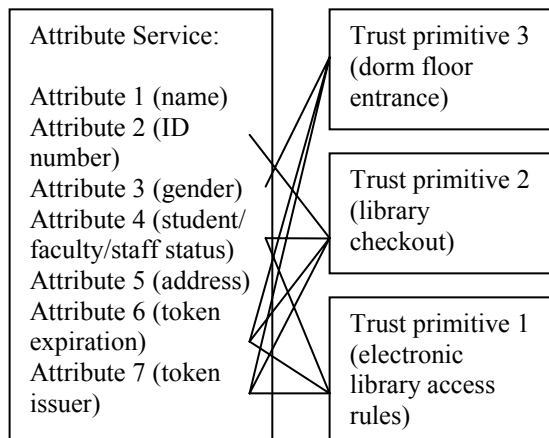 Attribute Service:
Attribute 1 (name)
Attribute 2 (ID
number)
Attribute 3 (gender)
Attribute 4 (student/
faculty/staff status)
Attribute 5 (address)
Attribute 6 (token
expiration)
Attribute 7 (token
issuer)
Trust primitive 3
(dorm floor
entrance)
Trust primitive 2
(library
checkout)
Trust primitive 1
(electronic
library access
rules)